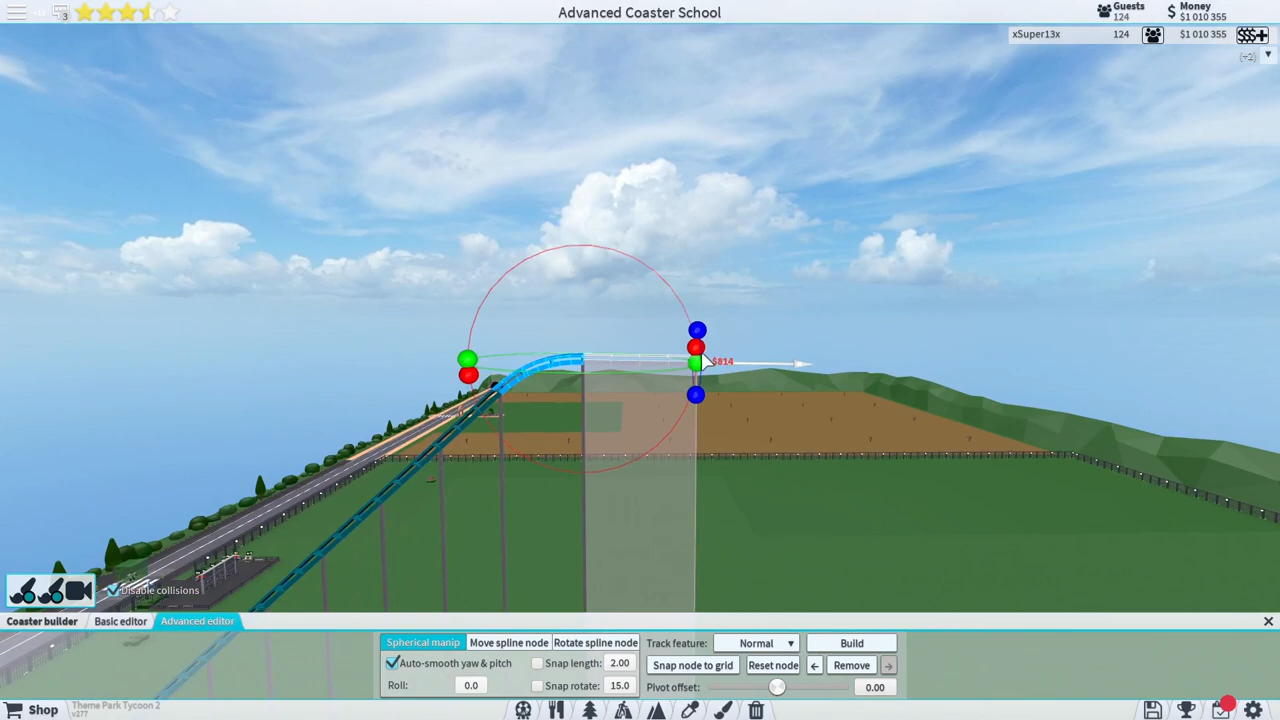 3
Advanced Coaster School
Guests
124
$ Money
$1 010 355
xSuper13x 124 $1 010 355 $$$+
(+2)
$814
Disable collisions
Coaster builder Basic editor Advanced editor
Spherical manip Move spline node Rotate spline node
Track feature: Normal Build
Auto-smooth yaw & pitch Snap length: 2.00
Snap node to grid Reset node Remove
Roll: 0.0 Snap rotate: 15.0
Pivot offset: 0.00
Shop
Theme Park Tycoon 2
v277